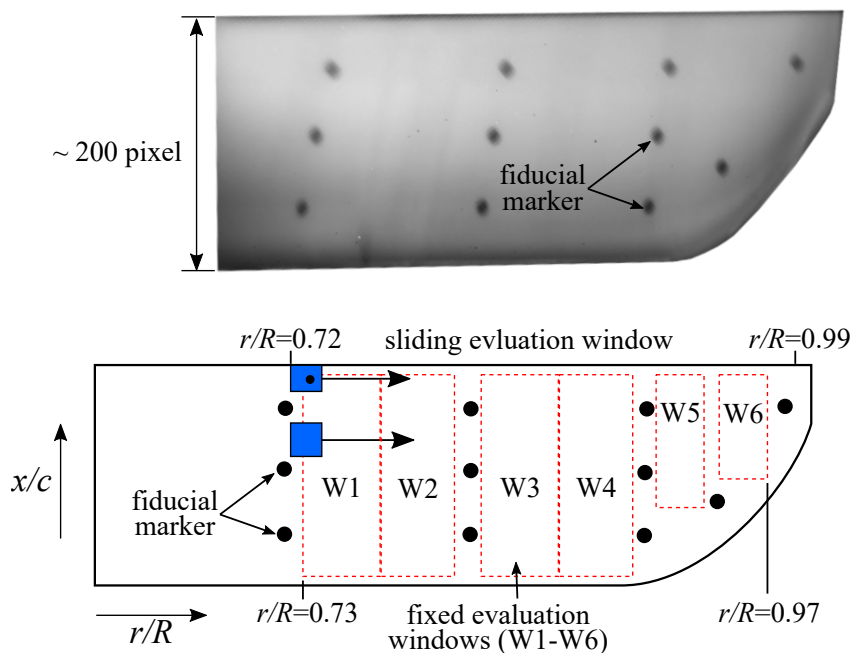 ~ 200 pixel
fiducial
marker
r/R=0.72
sliding evluation window
r/R=0.99
W5
W6
x/c
W1
W2
W3
W4
fiducial
marker
r/R
r/R=0.73
fixed evaluation
windows (W1-W6)
r/R=0.97